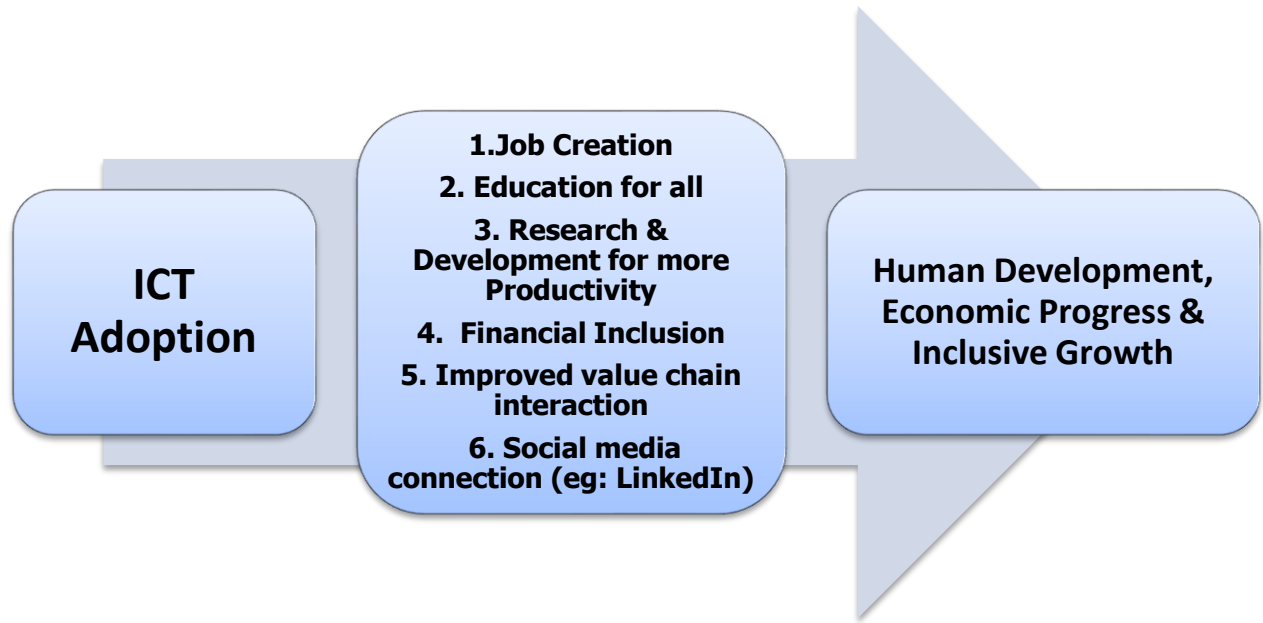 ICT
Adoption
1.Job Creation
2. Education for all
3. Research &
Development for more
Productivity
4.  Financial Inclusion
5. Improved value chain
interaction
6. Social media
connection (eg: LinkedIn)
Human Development,
Economic Progress &
Inclusive Growth